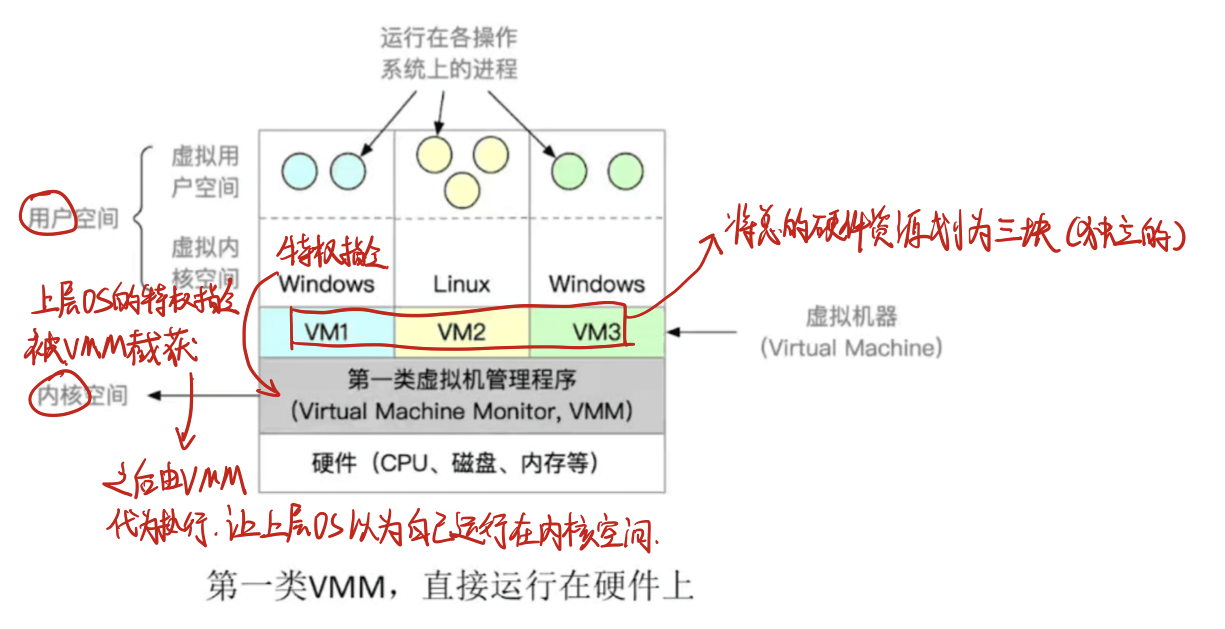 运行在各操作
系统上的进程
虚拟用
户空间
用户空间
虚拟内
核空间
特权指令
将总的硬件资源划为三块（独立的）
Windows
Linux
Windows
上层OS的特权指令
被VMM截获
VM1
VM2
VM3
虚拟机器
（Virtual Machine）
内核空间
第一类虚拟机管理程序
（Virtual Machine Monitor, VMM）
硬件（CPU、磁盘、内存等）
之后由VMM
代为执行.让上层OS以为自己运行在内核空间.
第一类VMM，直接运行在硬件上